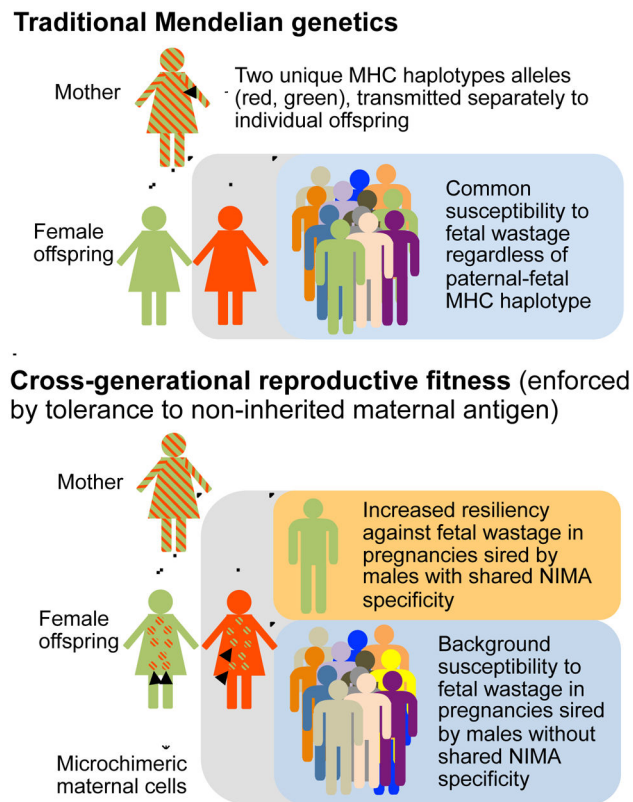 Traditional Mendelian genetics
Mother
Two unique MHC haplotypes alleles
(red, green), transmitted separately to
individual offspring
Female
offspring
Common
susceptibility to
fetal wastage
regardless of
paternal-fetal
MHC haplotype
Cross-generational reproductive fitness (enforced
by tolerance to non-inherited maternal antigen)
Mother
Increased resiliency
against fetal wastage in
pregnancies sired by
males with shared NIMA
specificity
Female
offspring
Background
susceptibility to
fetal wastage in
pregnancies sired
by males without
shared NIMA
specificity
Microchimeric
maternal cells